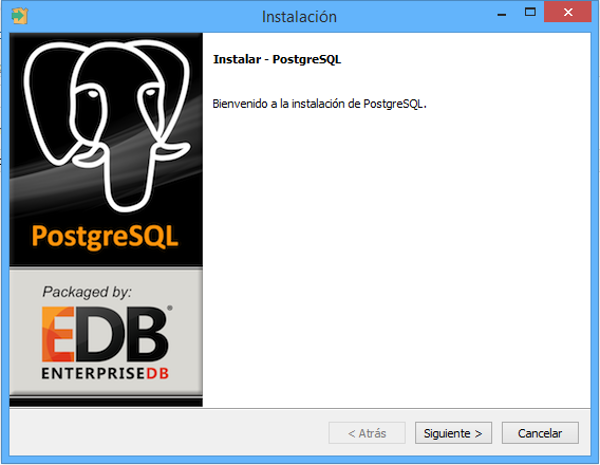 Instalación
Instalar - PostgreSQL
Bienvenido a la instalación de PostgreSQL.
PostgreSQL
Packaged by:
EDB®
ENTERPRISEDB
< Atrás
Siguiente >
Cancelar